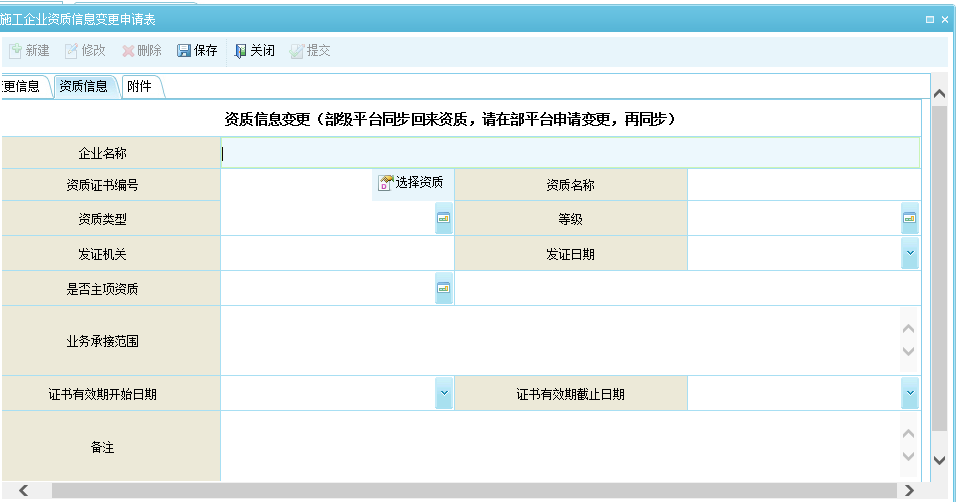 施工企业资质信息变更申请表
新建 修改 删除 保存 关闭 提交
更信息 资质信息 附件
资质信息变更（部级平台同步回来资质，请在部平台申请变更，再同步）
企业名称
资质证书编号 选择资质 资质名称
资质类型 等级
发证机关 发证日期
是否主项资质
业务承接范围
证书有效期开始日期 证书有效期截止日期
备注